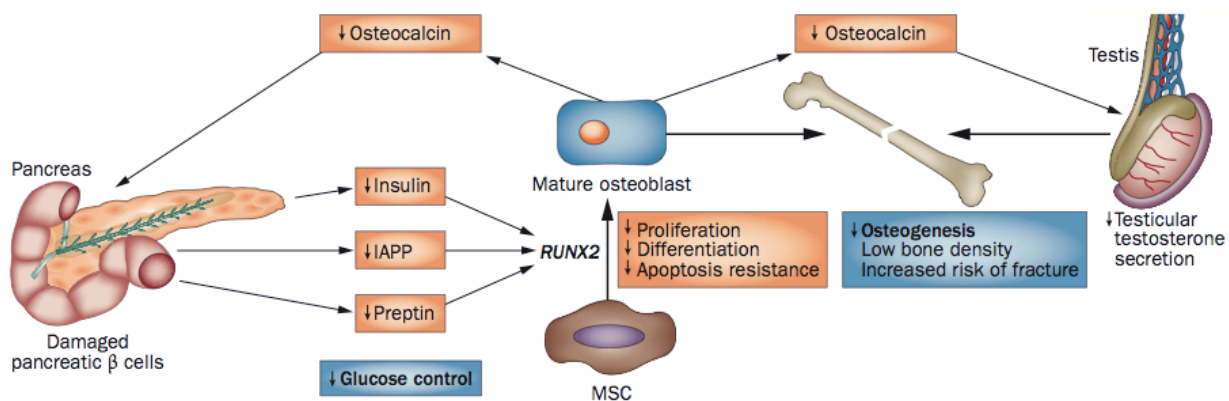 ↓ Osteocalcin
↓ Osteocalcin
Testis
Pancreas
Mature osteoblast
↓ Insulin
↓ IAPP
↓ Preptin
RUNX2
↓ Proliferation
↓ Differentiation
↓ Apoptosis resistance
↓ Osteogenesis
Low bone density
Increased risk of fracture
↓ Testicular
testosterone
secretion
Damaged
pancreatic β cells
↓ Glucose control
MSC